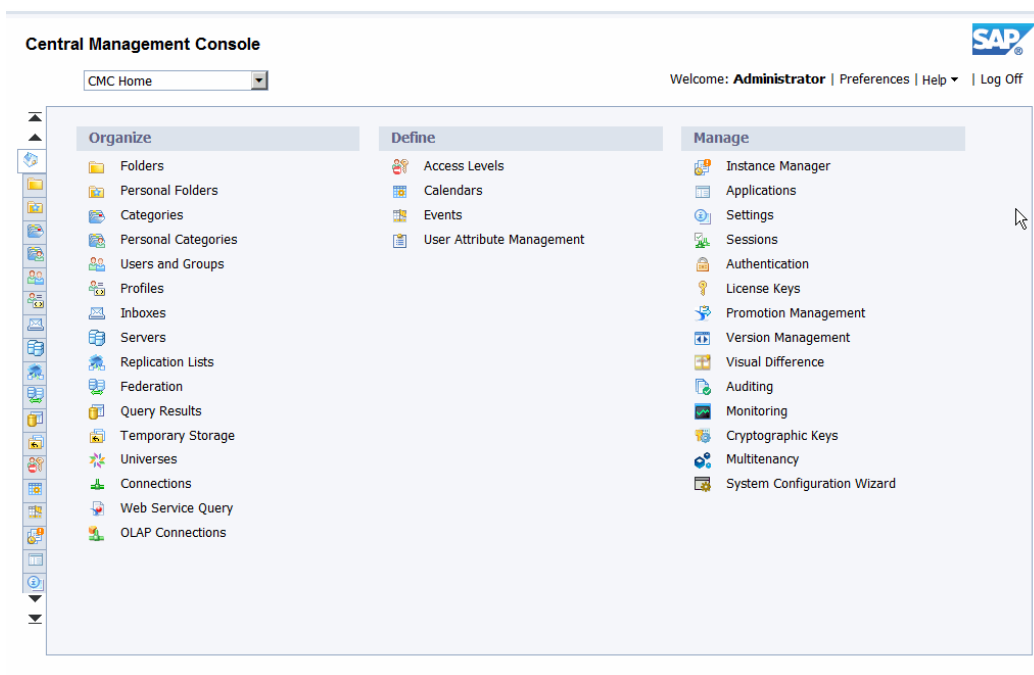 Central Management Console
SAP®
CMC Home
Welcome: Administrator | Preferences | Help | Log Off
Organize
Folders
Personal Folders
Categories
Personal Categories
Users and Groups
Profiles
Inboxes
Servers
Replication Lists
Federation
Query Results
Temporary Storage
Universes
Connections
Web Service Query
OLAP Connections
Define
Access Levels
Calendars
Events
User Attribute Management
Manage
Instance Manager
Applications
Settings
Sessions
Authentication
License Keys
Promotion Management
Version Management
Visual Difference
Auditing
Monitoring
Cryptographic Keys
Multitenancy
System Configuration Wizard